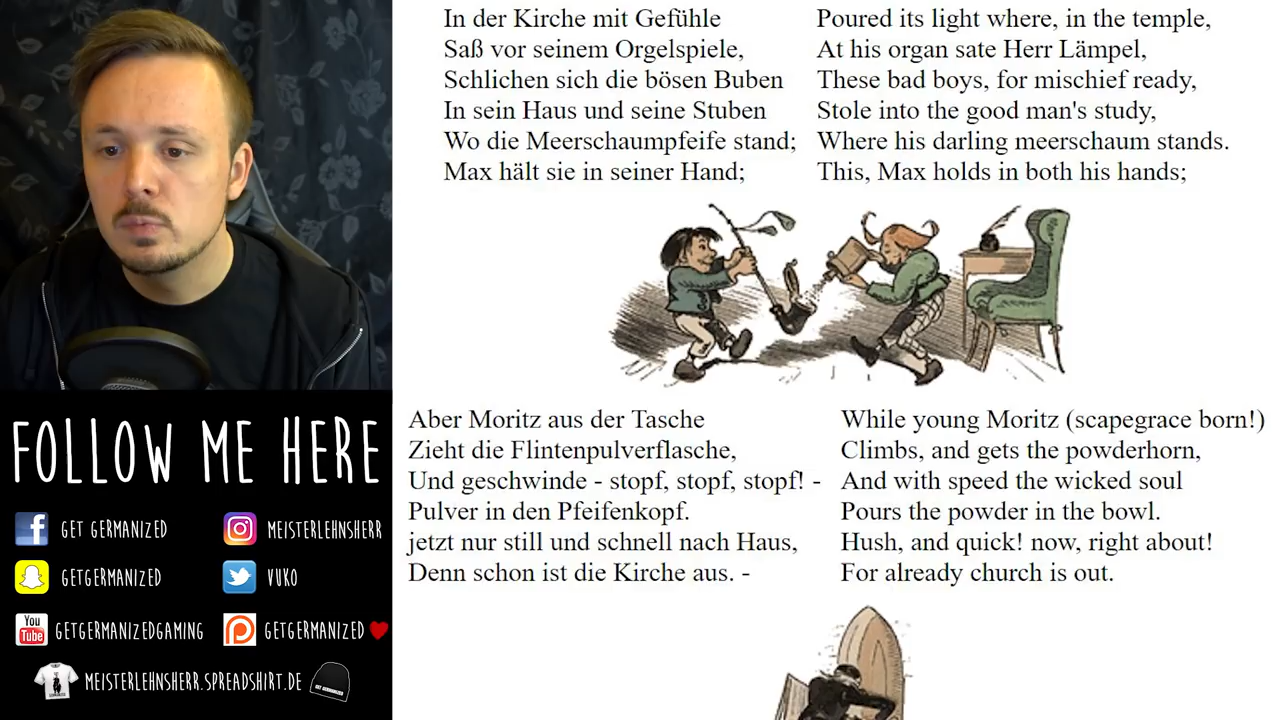 In der Kirche mit Gefühle
Saß vor seinem Orgelspiele,
Schlichen sich die bösen Buben
In sein Haus und seine Stuben
Wo die Meerschaumpfeife stand;
Max hält sie in seiner Hand;
Poured its light where, in the temple,
At his organ sate Herr Lämpel,
These bad boys, for mischief ready,
Stole into the good man's study,
Where his darling meerschaum stands.
This, Max holds in both his hands;
Aber Moritz aus der Tasche
Zieht die Flintenpulverflasche,
Und geschwinde - stopf, stopf, stopf! -
Pulver in den Pfeifenkopf.
jetzt nur still und schnell nach Haus,
Denn schon ist die Kirche aus. -
While young Moritz (scapegrace born!)
Climbs, and gets the powderhorn,
And with speed the wicked soul
Pours the powder in the bowl.
Hush, and quick! now, right about!
For already church is out.
FOLLOW ME HERE
GET GERMANIZED
MEISTERLEHNSHERR
GETGERMANIZED
VUKO
You
Tube
GETGERMANIZEDGAMING
GETGERMANIZED
MEISTERLEHNSHERR.SPREADSHIRT.DE
GET GERMANIZED